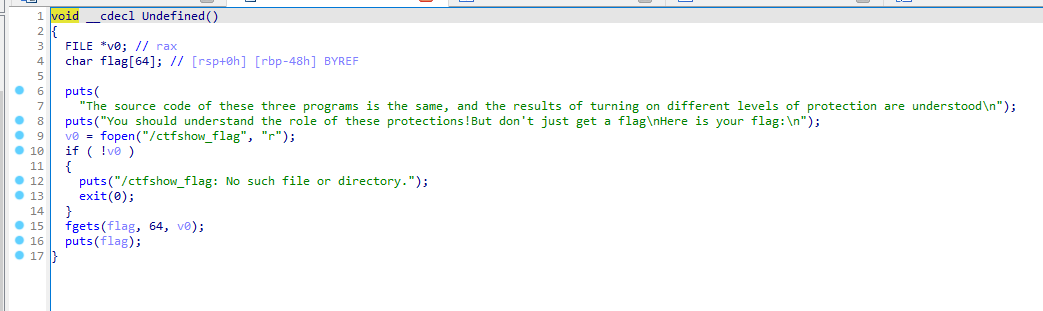 1 void __cdecl Undefined()
2 {
3 FILE *v0; // rax
4 char flag[64]; // [rsp+0h] [rbp-48h] BYREF
5
6 puts(
7 "The source code of these three programs is the same, and the results of turning on different levels of protection are understood\n");
8 puts("You should understand the role of these protections!But don't just get a flag\nHere is your flag:\n");
9 v0 = fopen("/ctfshow_flag", "r");
10 if ( !v0 )
11 {
12 puts("/ctfshow_flag: No such file or directory.");
13 exit(0);
14 }
15 fgets(flag, 64, v0);
16 puts(flag);
17 }